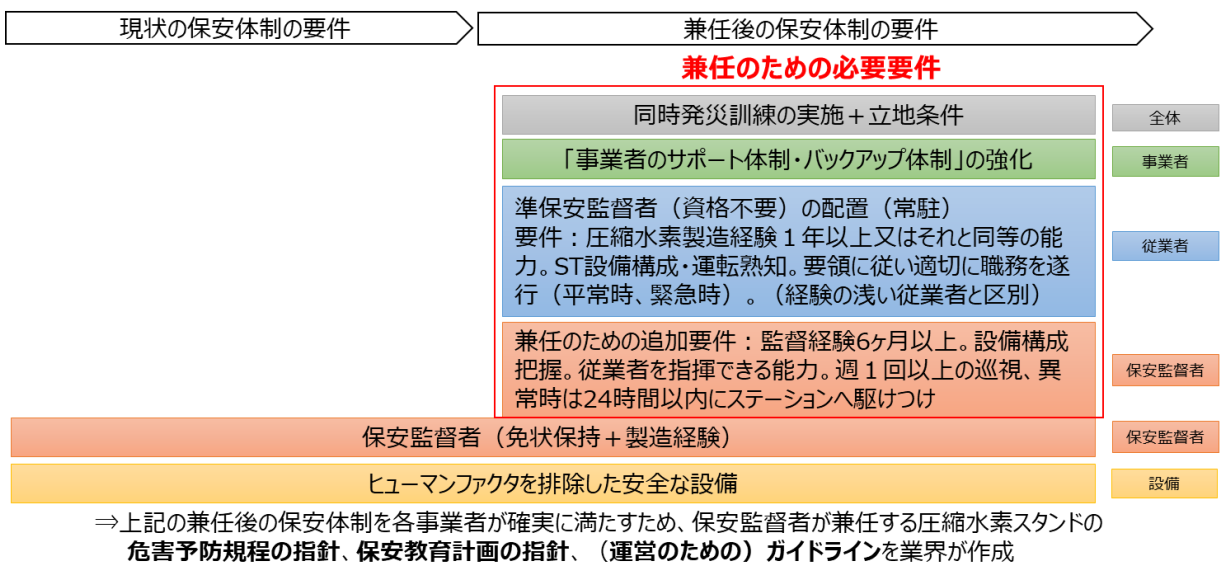 現状の保安体制の要件
兼任後の保安体制の要件
兼任のための必要要件
同時発災訓練の実施＋立地条件
全体
「事業者のサポート体制・バックアップ体制」の強化
事業者
準保安監督者（資格不要）の配置（常駐）
要件：圧縮水素製造経験１年以上又はそれと同等の能
力。ST設備構成・運転熟知。要領に従い適切に職務を遂
行（平常時、緊急時）。（経験の浅い従業者と区別）
従業者
兼任のための追加要件：監督経験6ヶ月以上。設備構成
把握。従業者を指揮できる能力。週１回以上の巡視、異
常時は24時間以内にステーションへ駆けつけ
保安監督者
保安監督者（免状保持＋製造経験）
保安監督者
ヒューマンファクタを排除した安全な設備
設備
⇒上記の兼任後の保安体制を各事業者が確実に満たすため、保安監督者が兼任する圧縮水素スタンドの
危害予防規程の指針、保安教育計画の指針、（運営のための）ガイドラインを業界が作成